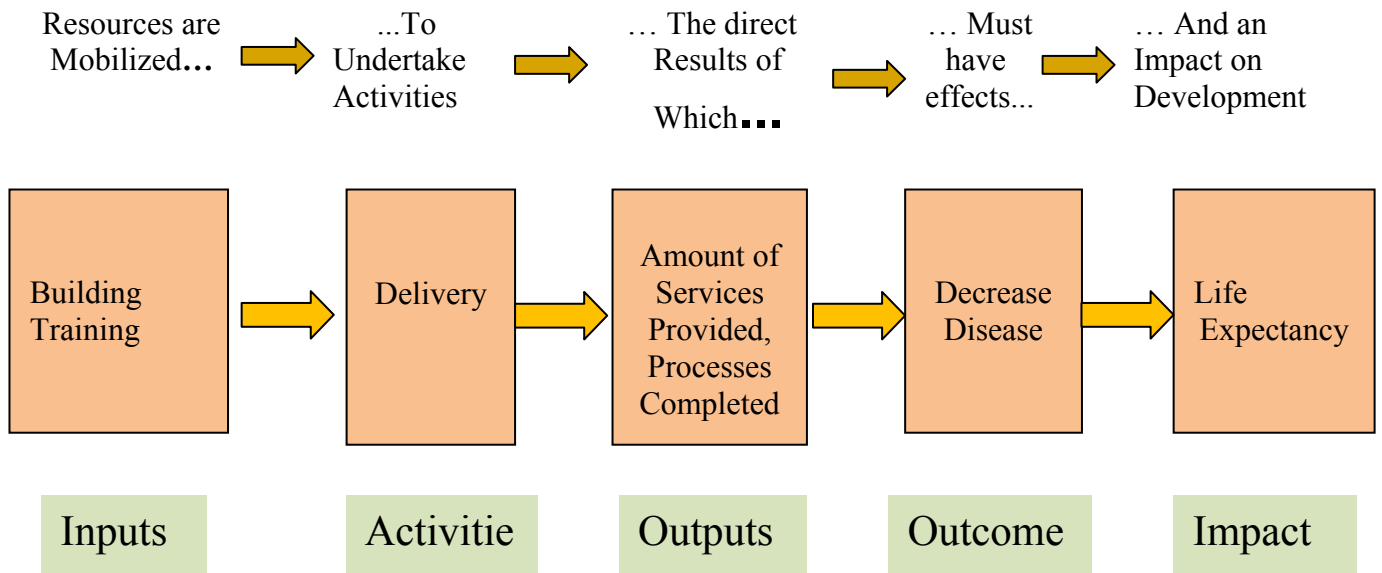 Resources are
Mobilized...
...To
Undertake
Activities
… The direct
Results of
Which...
… Must
have
effects...
… And an
Impact on
Development
Building
Training
Delivery
Amount of
Services
Provided,
Processes
Completed
Decrease
Disease
Life
Expectancy
Inputs
Activitie
Outputs
Outcome
Impact